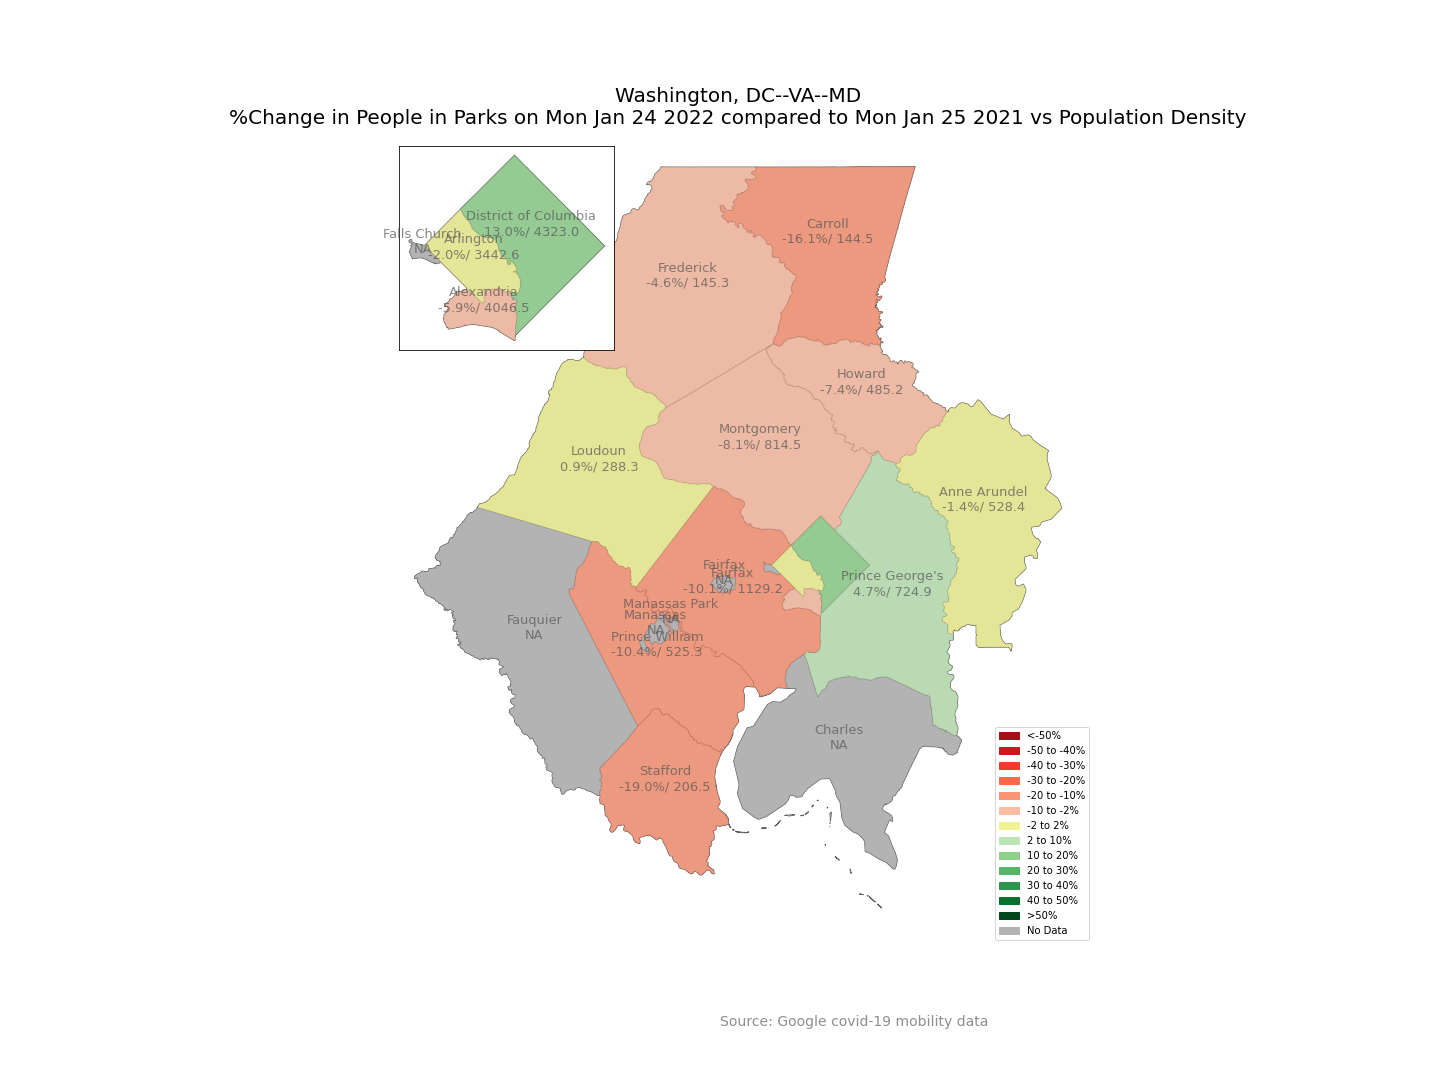 Washington, DC--VA--MD
%Change in People in Parks on Mon Jan 24 2022 compared to Mon Jan 25 2021 vs Population Density
District of Columbia
13.0%/ 4323.0
Falls Church
NA
Arlington
-2.0%/ 3442.6
Alexandria
-5.9%/ 4046.5
Carroll
-16.1%/ 144.5
Frederick
-4.6%/ 145.3
Howard
-7.4%/ 485.2
Montgomery
-8.1%/ 814.5
Loudoun
0.9%/ 288.3
Anne Arundel
-1.4%/ 528.4
Fairfax
NA
Fairfax
-10.1%/ 1129.2
Prince George's
4.7%/ 724.9
Manassas Park
NA
Manassas
NA
Prince William
-10.4%/ 525.3
Fauquier
NA
Charles
NA
Stafford
-19.0%/ 206.5
<-50%
-50 to -40%
-40 to -30%
-30 to -20%
-20 to -10%
-10 to -2%
-2 to 2%
2 to 10%
10 to 20%
20 to 30%
30 to 40%
40 to 50%
>50%
No Data
Source: Google covid-19 mobility data